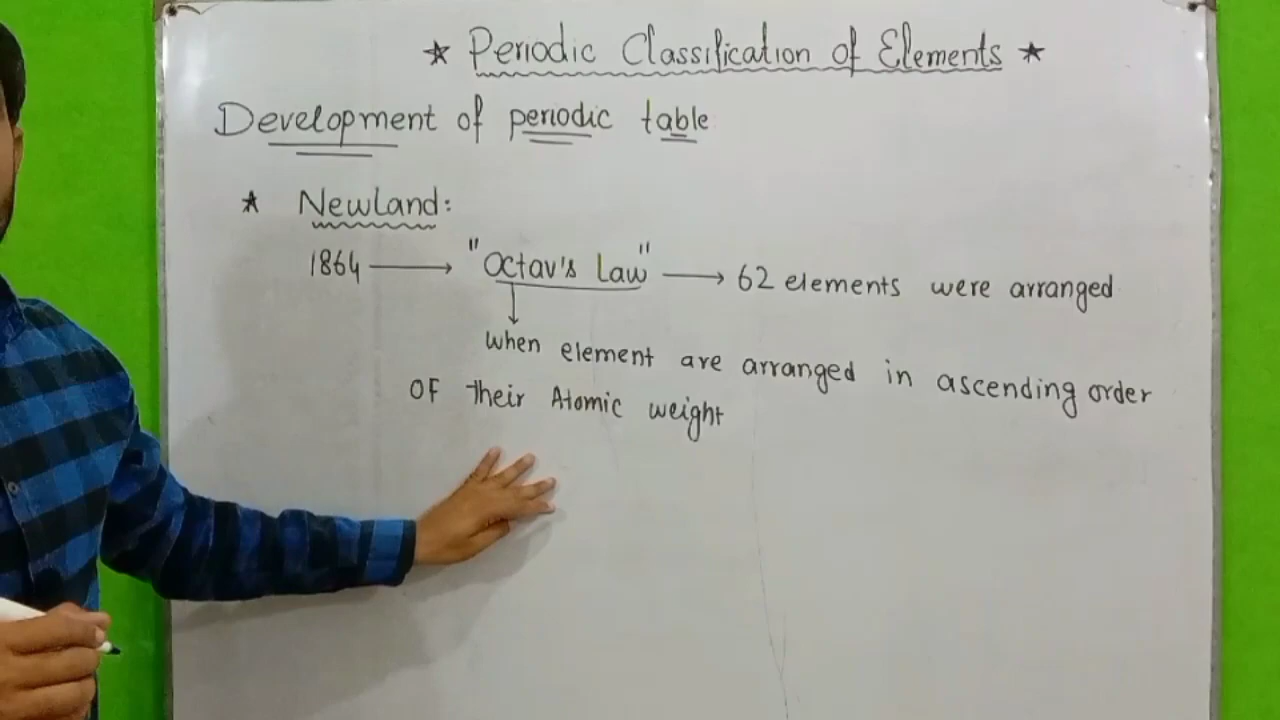 ★ Periodic Classification of Elements ★
Development of periodic table
★ Newland:
1864 → "Octav's Law" → 62 elements were arranged
↓
when element are arranged in ascending order
OF their Atomic weight